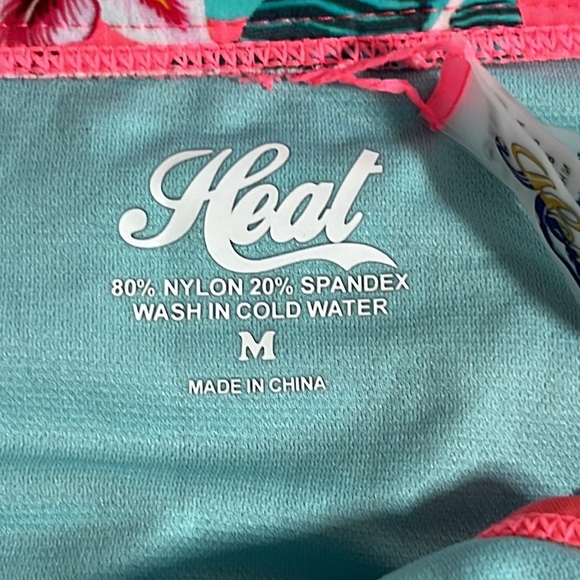 Heat
80% NYLON 20% SPANDEX
WASH IN COLD WATER
M
MADE IN CHINA